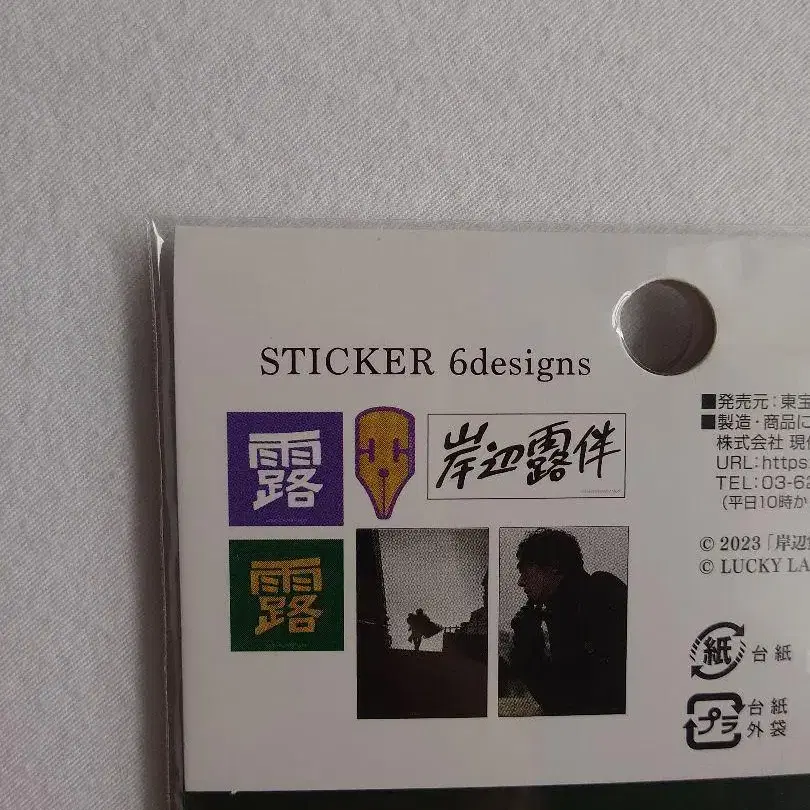 STICKER 6designs
露
岸辺露伴
露
■発売元：東宝
■製造・商品に
株式会社 現代
URL:https
TEL:03-62
（平日10時か
© 2023「岸辺露
© LUCKY LA
紙 台紙
プラ 台紙
外袋